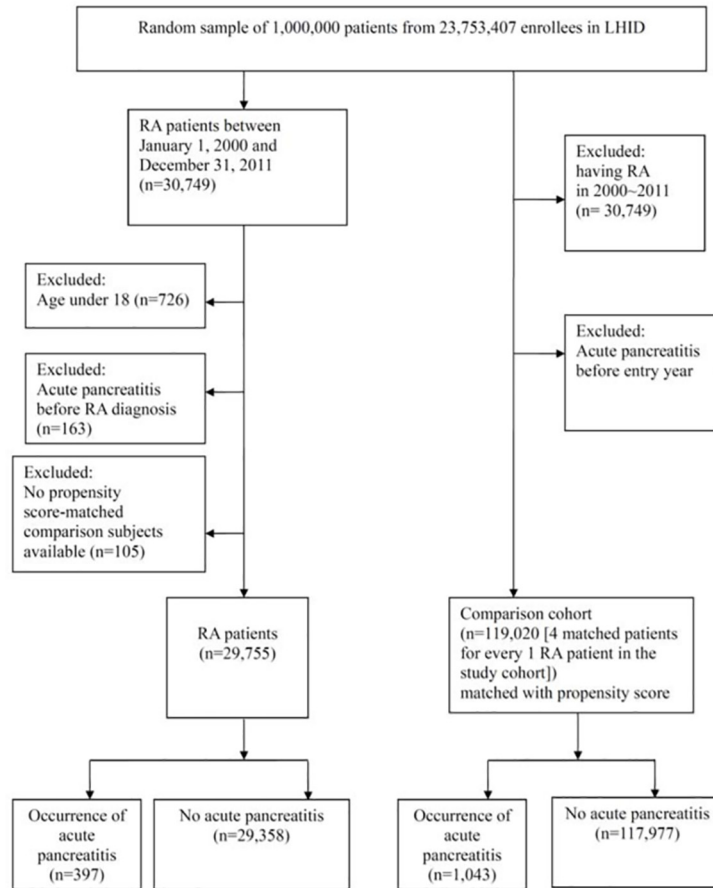 Random sample of 1,000,000 patients from 23,753,407 enrollees in LHID
RA patients between
January 1, 2000 and
December 31, 2011
(n=30,749)
Excluded:
having RA
in 2000~2011
(n= 30,749)
Excluded:
Age under 18 (n=726)
Excluded:
Acute pancreatitis
before entry year
Excluded:
Acute pancreatitis
before RA diagnosis
(n=163)
Excluded:
No propensity
score-matched
comparison subjects
available (n=105)
RA patients
(n=29,755)
Comparison cohort
(n=119,020 [4 matched patients
for every 1 RA patient in the
study cohort])
matched with propensity score
Occurrence of
acute
pancreatitis
(n=397)
No acute pancreatitis
(n=29,358)
Occurrence of
acute
pancreatitis
(n=1,043)
No acute pancreatitis
(n=117,977)